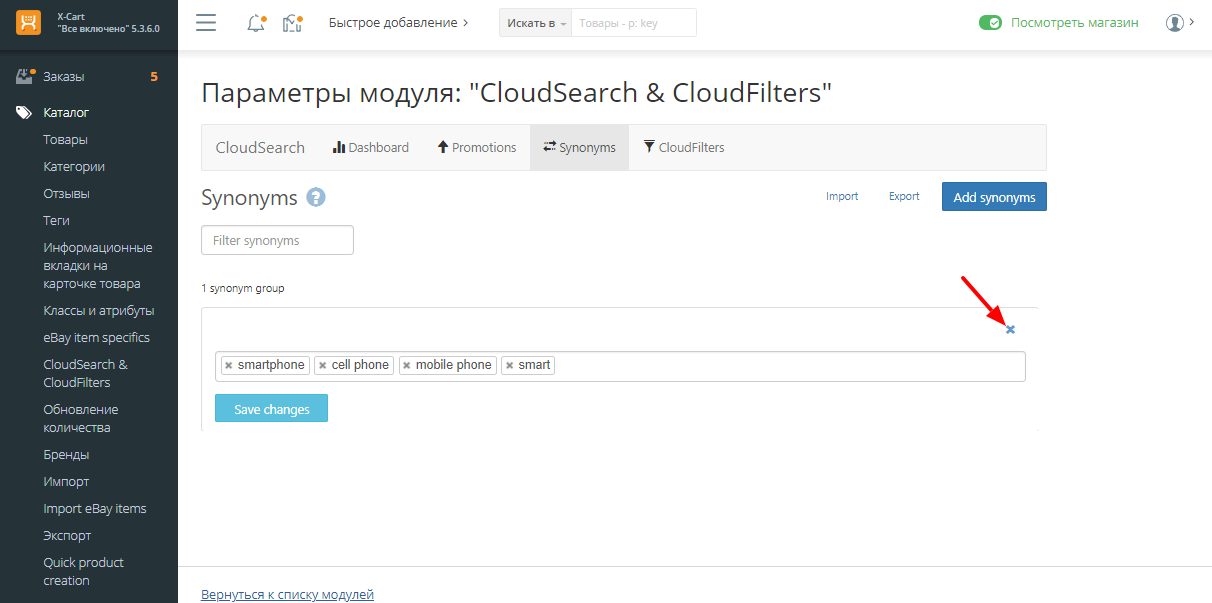 X-Cart
"Все включено" 5.3.6.0
Быстрое добавление
Искать в
Товары - p: key
Посмотреть магазин
Заказы
5
Каталог
Товары
Категории
Отзывы
Теги
Информационные
вкладки на
карточке товара
Классы и атрибуты
eBay item specifics
CloudSearch &
CloudFilters
Обновление
количества
Бренды
Импорт
Import eBay items
Экспорт
Quick product
creation
Параметры модуля: "CloudSearch & CloudFilters"
CloudSearch
Dashboard
Promotions
Synonyms
CloudFilters
Synonyms ?
Import
Export
Add synonyms
Filter synonyms
1 synonym group
smartphone
cell phone
mobile phone
smart
Save changes
Вернуться к списку модулей